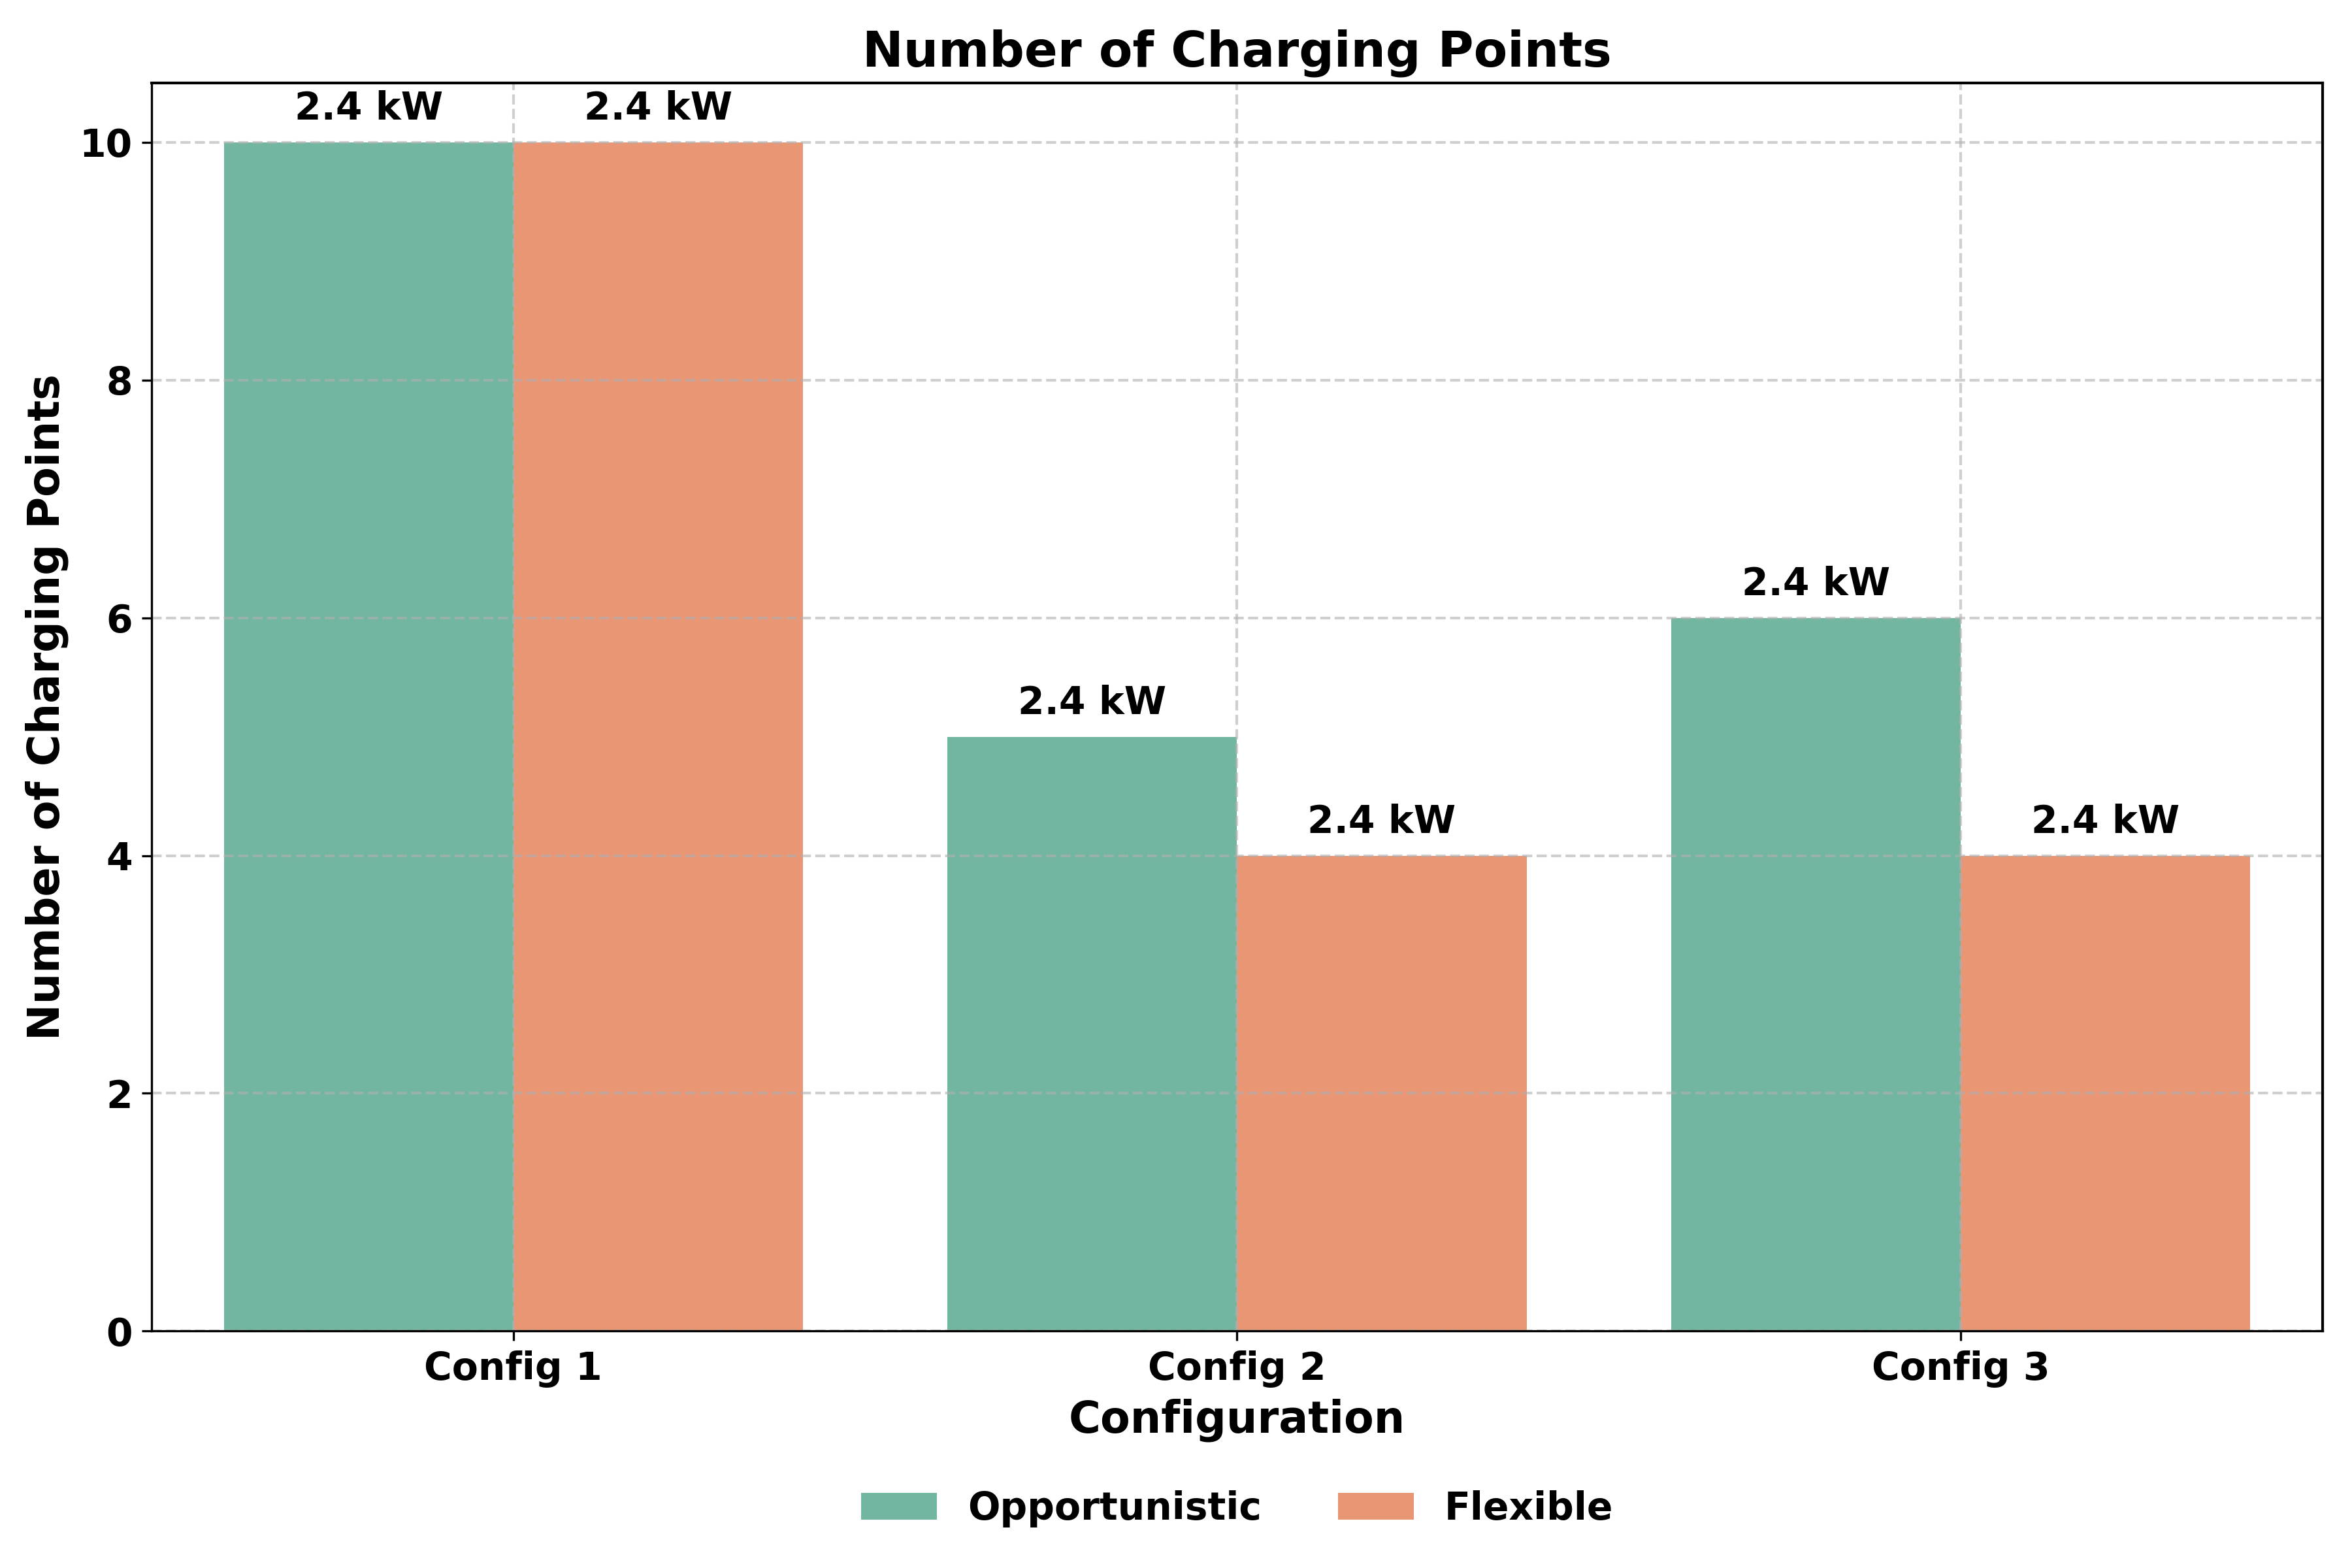 Number of Charging Points
2.4 kW
2.4 kW
10
8
6
4
2
0
Number of Charging Points
2.4 kW
2.4 kW
2.4 kW
2.4 kW
Config 1
Config 2
Config 3
Configuration
Opportunistic
Flexible